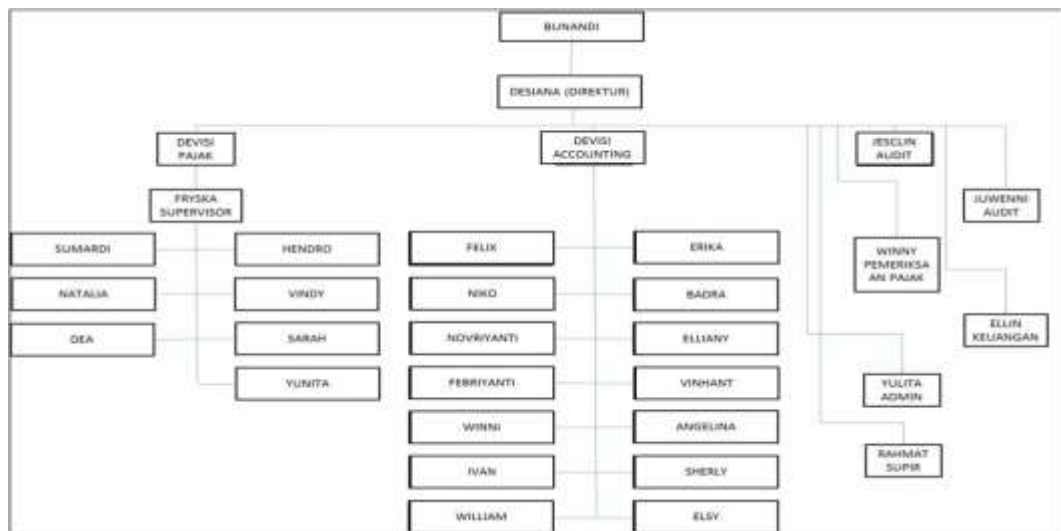 BUNANDI
DESIANA (DIREKTUR)
DEVISI
PAJAK
DEVISI
ACCOUNTING
JESCLIN
AUDIT
FRYSKA
SUPERVISOR
JUWENNI
AUDIT
SUMARDI
HENDRO
FELIX
ERIKA
WINNY
PEMERIKSA
AN PAJAK
NATALIA
VINDY
NIKO
BADRA
DEA
SARAH
NOVRIYANTI
ELLIANY
ELLIN
KEUANGAN
YUNITA
FEBRIYANTI
VINHANT
YULITA
ADMIN
WINNI
ANGELINA
RAHMAT
SUPIR
IVAN
SHERLY
WILLIAM
ELSY